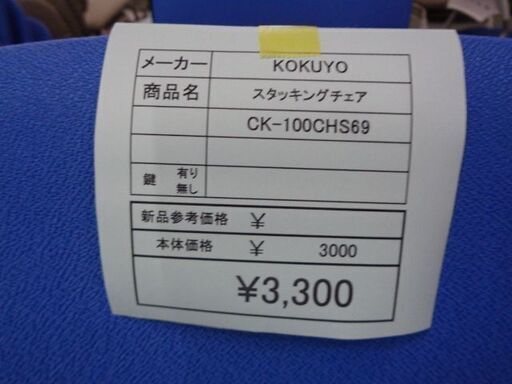 メーカー KOKUYO
商品名 スタッキングチェア
CK-100CHS69
鍵 有り 無し
新品参考価格 ¥
本体価格 ¥ 3000
¥3,300